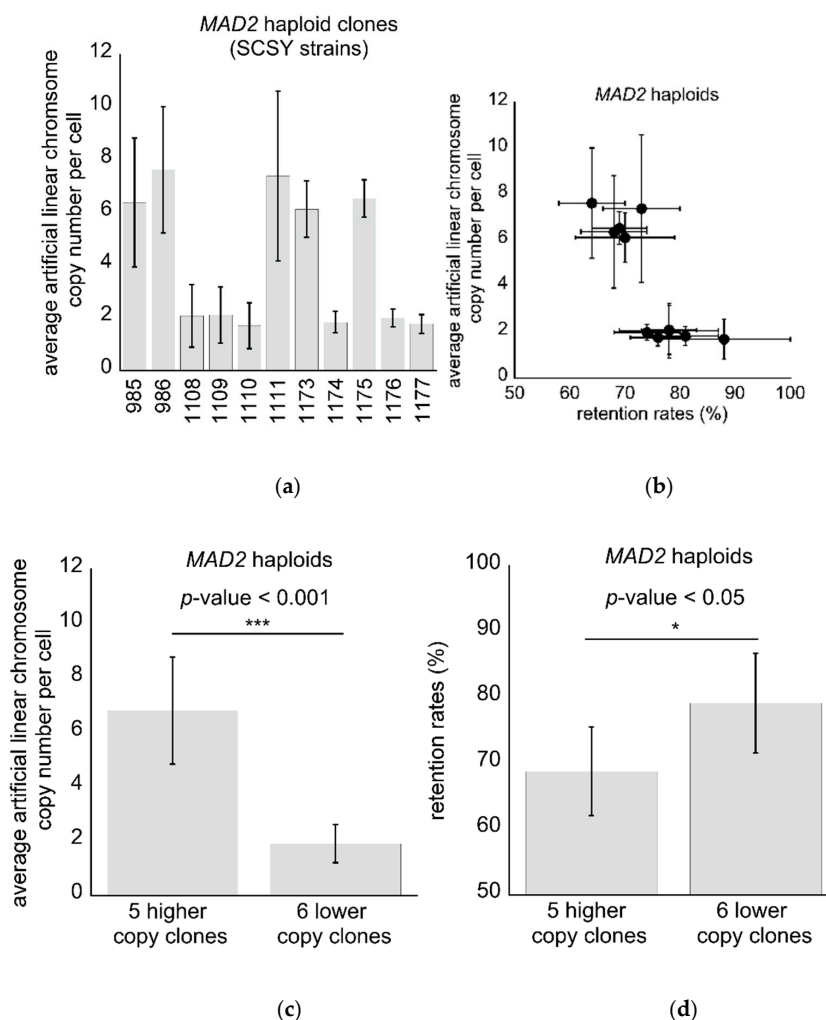 MAD2 haploid clones
(SCSY strains)
average artificial linear chromsome
copy number per cell
12
10
8
6
4
2
0
985
986
1108
1109
1110
1111
1173
1174
1175
1176
1177
(a)
MAD2 haploids
average artificial linear chromosome
copy number per cell
12
10
8
6
4
2
0
50
60
70
80
90
100
retention rates (%)
(b)
MAD2 haploids
p-value < 0.001
***
average artificial linear chromosome
copy number per cell
12
10
8
6
4
2
0
5 higher
copy clones
6 lower
copy clones
(c)
MAD2 haploids
p-value < 0.05
*
retention rates (%)
100
90
80
70
60
50
5 higher
copy clones
6 lower
copy clones
(d)